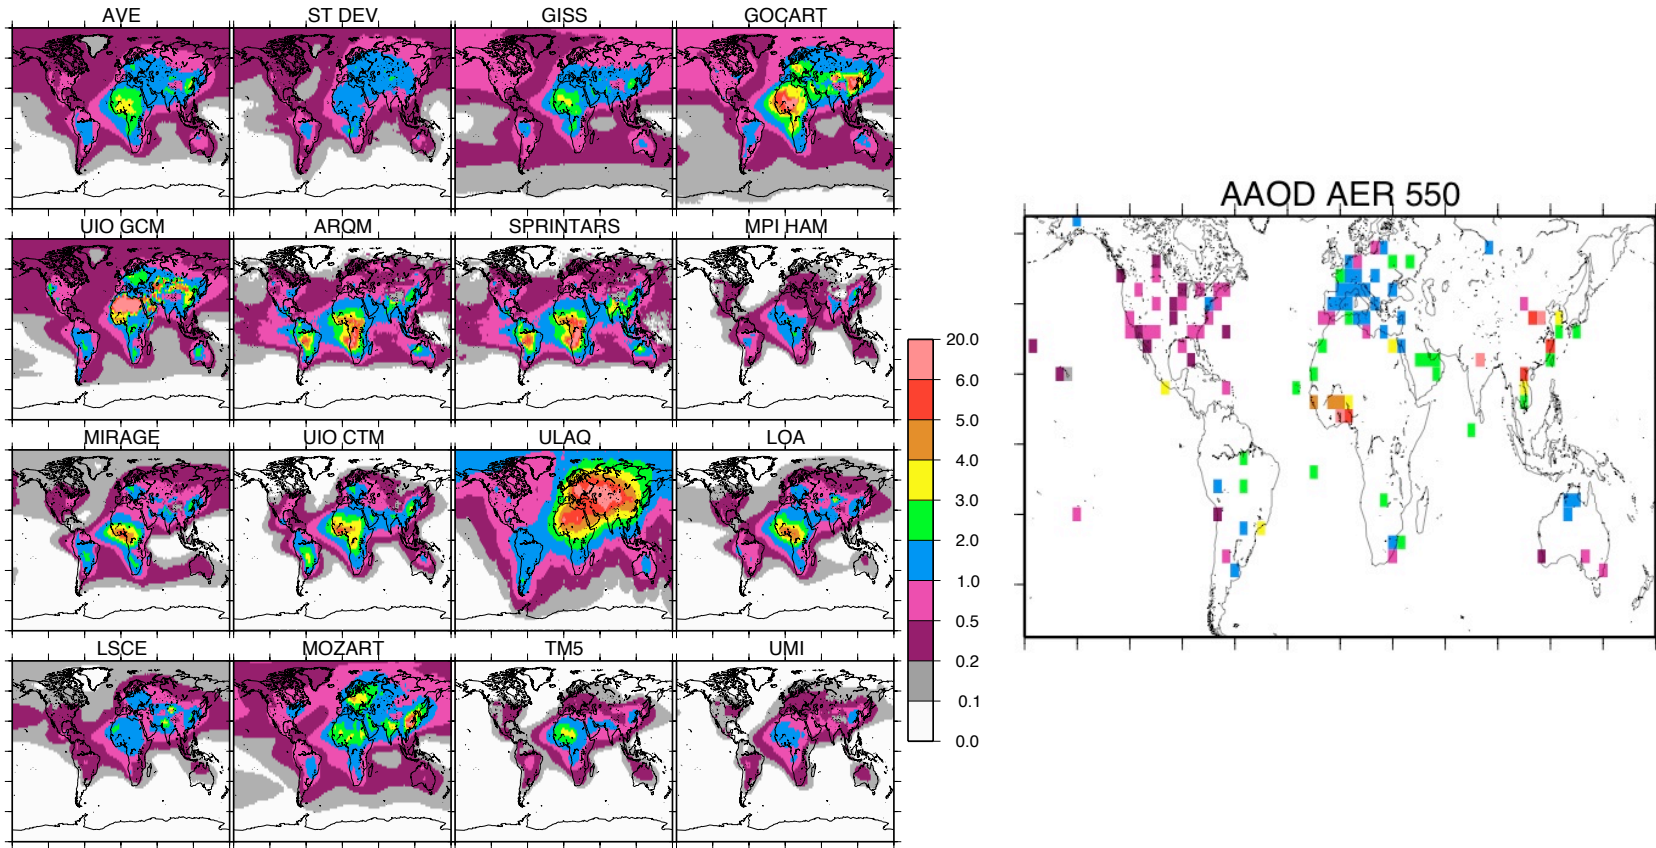 AVE ST DEV GISS GOCART
UIO GCM ARQM SPRINTARS MPI HAM
MIRAGE UIO CTM ULAQ LOA
LSCE MOZART TM5 UMI
20.0
6.0
5.0
4.0
3.0
2.0
1.0
0.5
0.2
0.1
0.0
AAOD AER 550